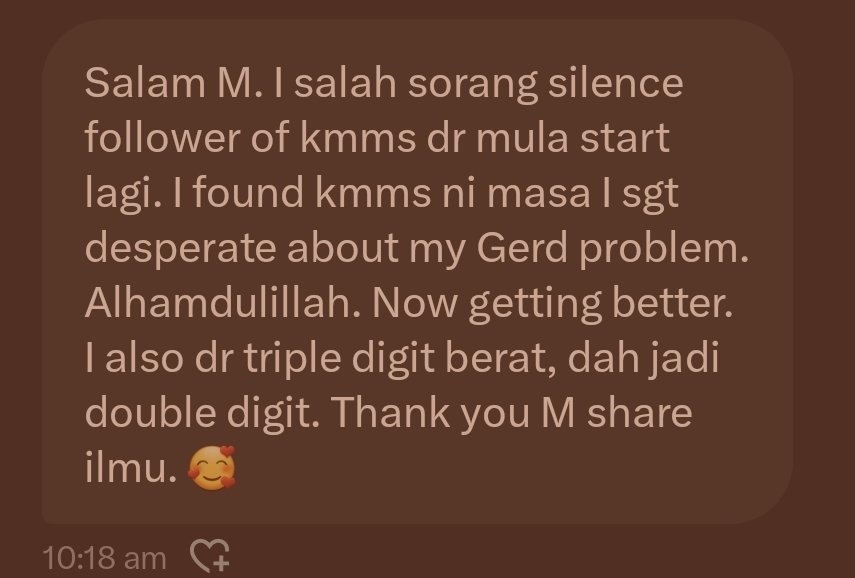 Salam M. I salah sorang silence
follower of kmms dr mula start
lagi. I found kmms ni masa I sgt
desperate about my Gerd problem.
Alhamdulillah. Now getting better.
I also dr triple digit berat, dah jadi
double digit. Thank you M share
ilmu. 🥰
10:18 am